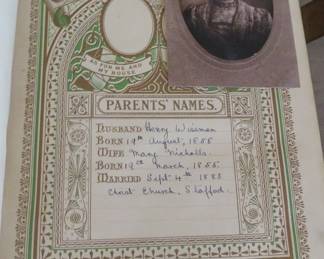 AS FOR ME AND
MY HOUSE
PARENTS' NAMES.
HUSBAND Henry Wiseman
BORN 19th August, 1855
WIFE Mary Nicholls
BORN 19th March, 1855
MARRIED Sept. 4th 1883
Christ Church, Stafford.